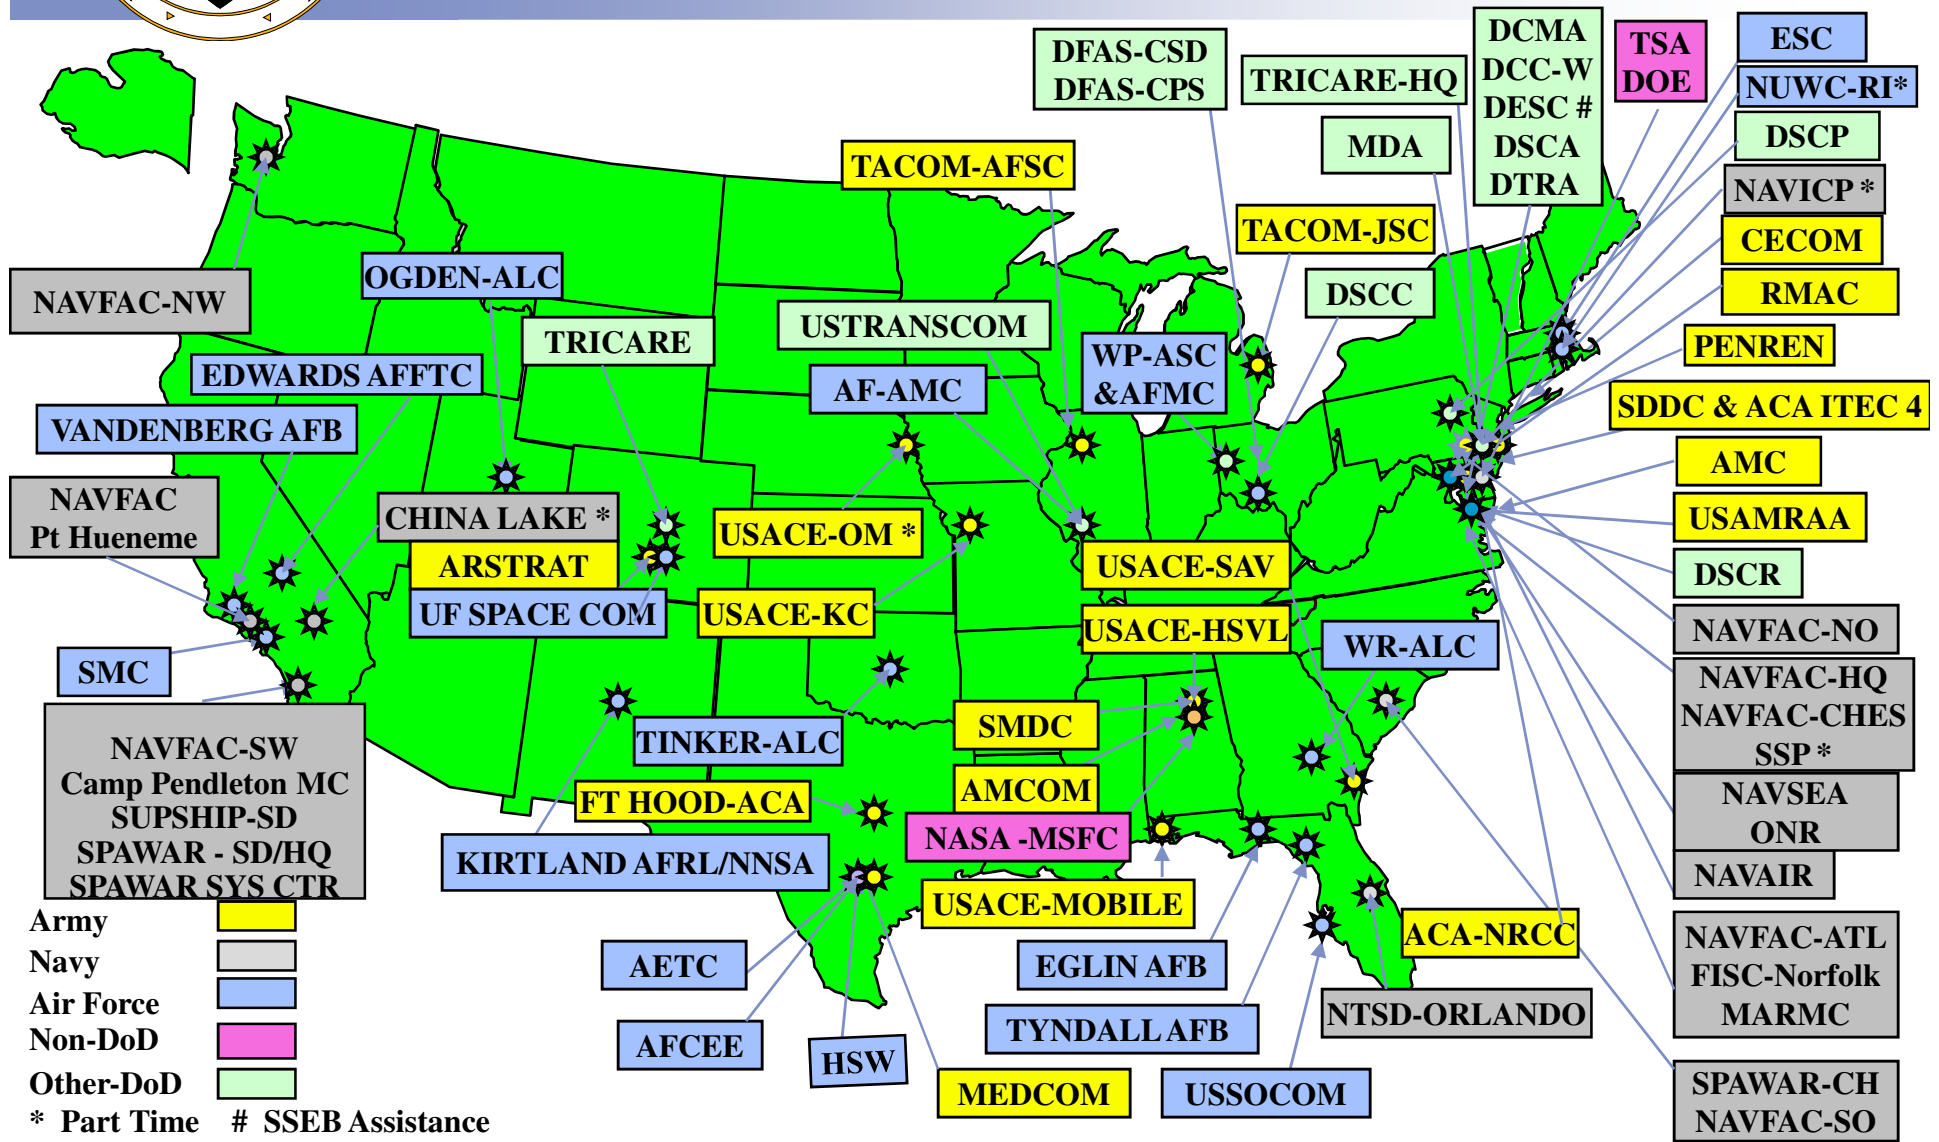 DFAS-CSD
DFAS-CPS
TRICARE-HQ
MDA
DCMA
DCC-W
DESC #
DSCA
DTRA
TSA
DOE
ESC
NUWC-RI*
DSCP
NAVICP *
CECOM
RMAC
PENREN
SDDC & ACA ITEC 4
AMC
USAMRAA
DSCR
NAVFAC-NO
NAVFAC-HQ
NAVFAC-CHES
SSP *
NAVSEA
ONR
NAVAIR
NAVFAC-ATL
FISC-Norfolk
MARMC
SPAWAR-CH
NAVFAC-SO
TACOM-AFSC
TACOM-JSC
DSCC
NAVFAC-NW
OGDEN-ALC
TRICARE
USTRANSCOM
WP-ASC
&AFMC
EDWARDS AFFTC
AF-AMC
VANDENBERG AFB
NAVFAC
Pt Hueneme
CHINA LAKE *
ARSTRAT
UF SPACE COM
USACE-OM *
USACE-KC
USACE-SAV
USACE-HSVL
WR-ALC
SMC
NAVFAC-SW
Camp Pendleton MC
SUPSHIP-SD
SPAWAR - SD/HQ
SPAWAR SYS CTR
TINKER-ALC
SMDC
AMCOM
FT HOOD-ACA
NASA -MSFC
KIRTLAND AFRL/NNSA
USACE-MOBILE
ACA-NRCC
AETC
EGLIN AFB
NTSD-ORLANDO
AFCEE
HSW
TYNDALL AFB
MEDCOM
USSOCOM
Army
Navy
Air Force
Non-DoD
Other-DoD
* Part Time # SSEB Assistance